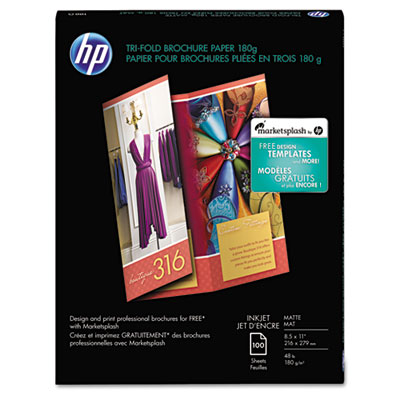 hp
TRI-FOLD BROCHURE PAPER 180g
PAPIER POUR BROCHURES PLIÉES EN TROIS 180 g
marketsplash by hp
FREE DESIGN
TEMPLATES
and MORE!
MODÈLES
GRATUITS
et plus ENCORE !
boutique 316
Design and print professional brochures for FREE*
with Marketsplash
Créez et imprimez GRATUITEMENT* des brochures
professionnelles avec Marketsplash
INKJET
JET D'ENCRE
100
Sheets
Feuilles
MATTE
MAT
8.5 x 11"
216 x 279 mm
48 lb
180 g/m²